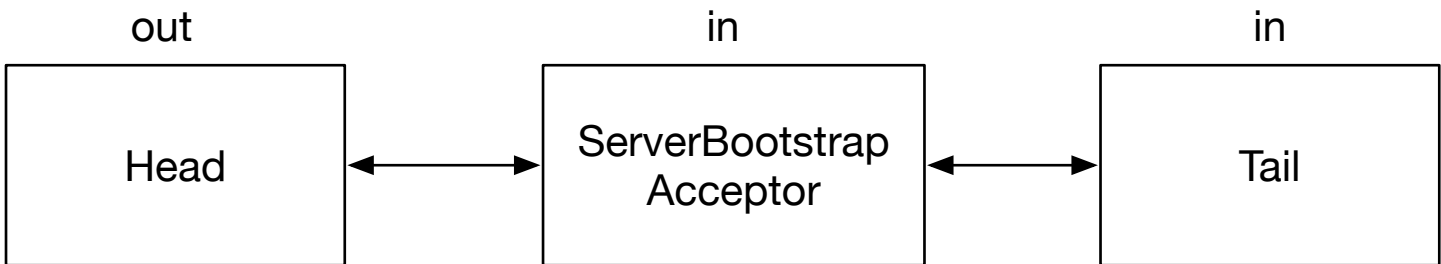 out
in
in
Head
ServerBootstrap
Acceptor
Tail